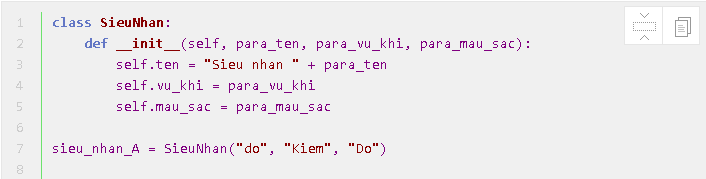 1 class SieuNhan:
2     def __init__(self, para_ten, para_vu_khi, para_mau_sac):
3         self.ten = "Sieu nhan " + para_ten
4         self.vu_khi = para_vu_khi
5         self.mau_sac = para_mau_sac
6
7 sieu_nhan_A = SieuNhan("do", "Kiem", "Do")
8